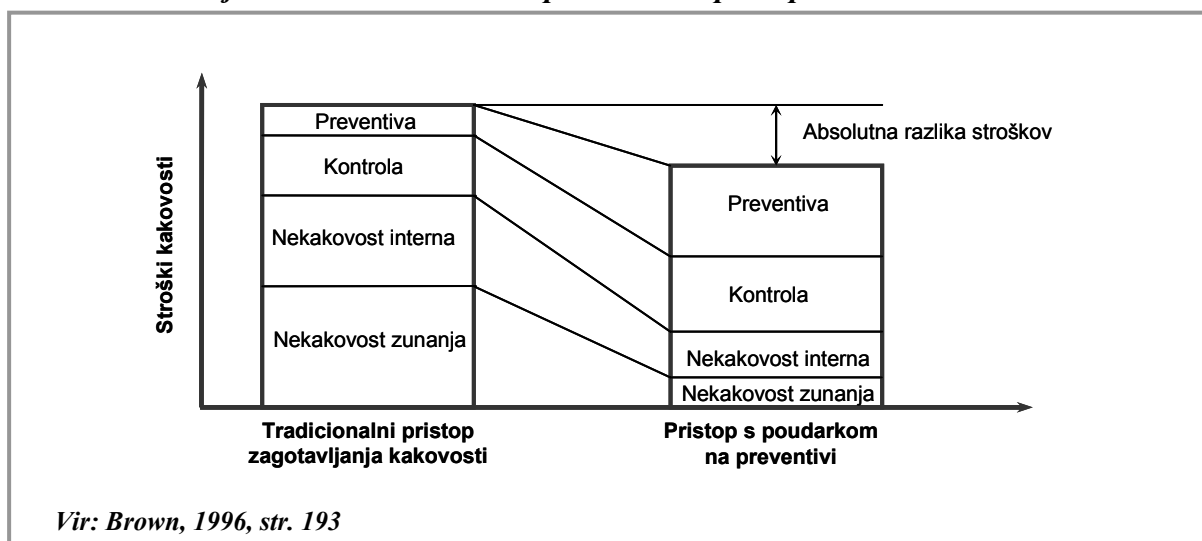 Preventiva
Kontrola
Nekakovost interna
Nekakovost zunanja
Absolutna razlika stroškov
Preventiva
Kontrola
Nekakovost interna
Nekakovost zunanja
Stroški kakovosti
Tradicionalni pristop
zagotavljanja kakovosti
Pristop s poudarkom
na preventivi
Vir: Brown, 1996, str. 193